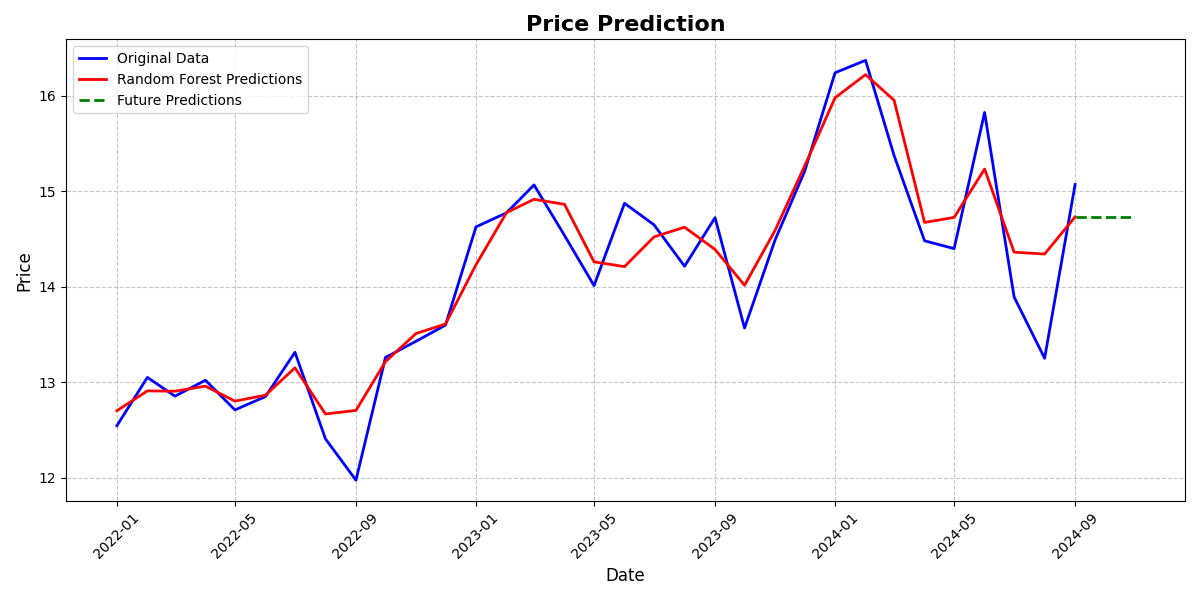 Price Prediction
Original Data
Random Forest Predictions
Future Predictions
Price
16
15
14
13
12
2022-01
2022-05
2022-09
2023-01
2023-05
2023-09
2024-01
2024-05
2024-09
Date